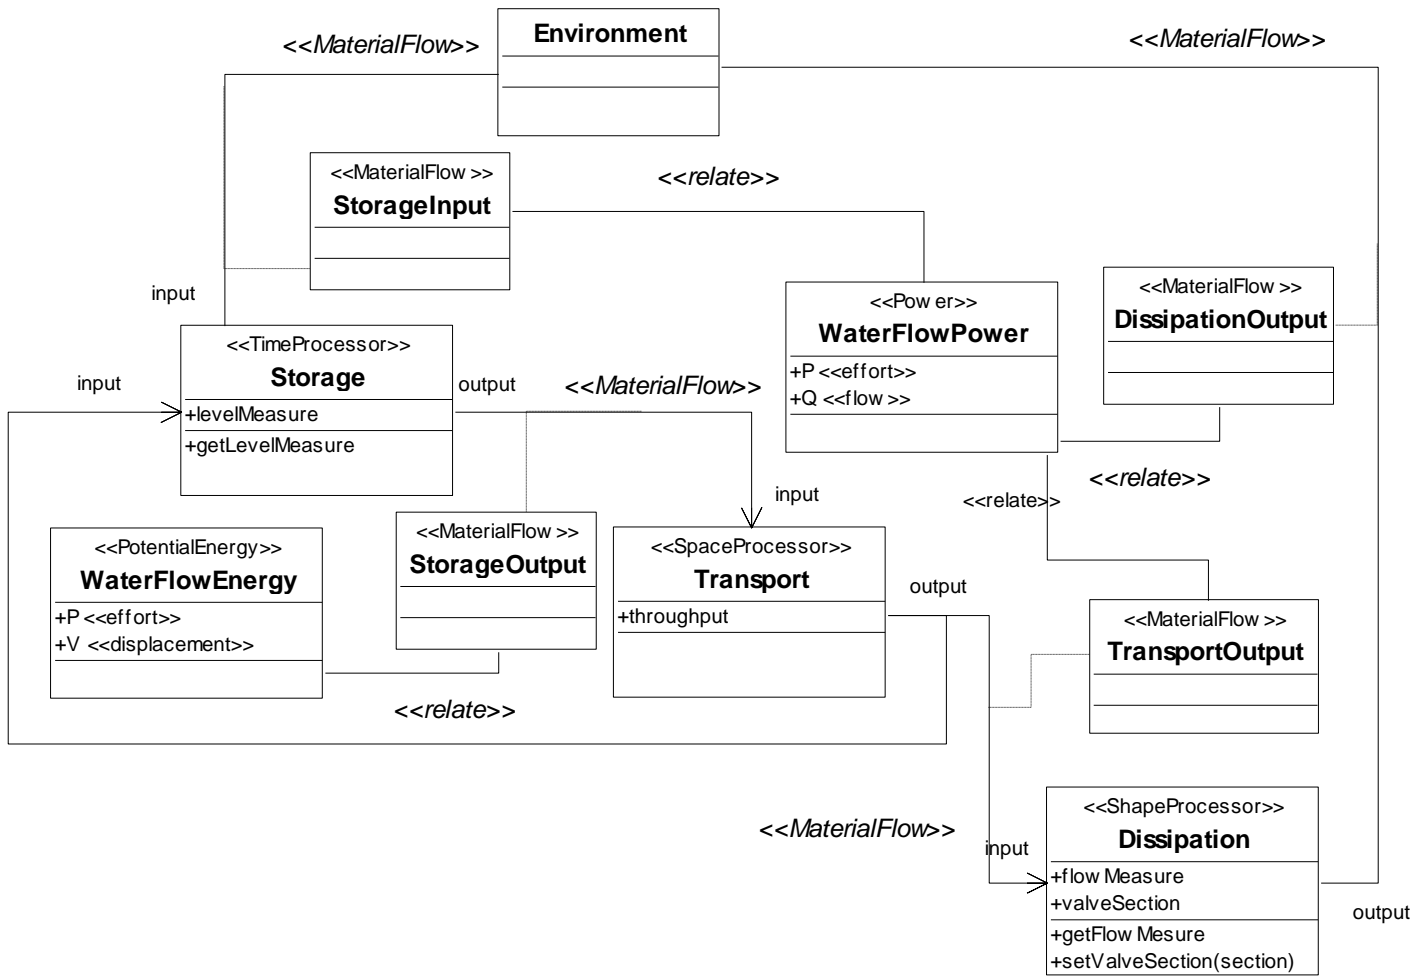 Environment
<<MaterialFlow>>
<<MaterialFlow>>
<<MaterialFlow >>
StorageInput
<<relate>>
input
<<Pow er>>
WaterFlowPower
+P <<effort>>
+Q <<flow >>
<<MaterialFlow >>
DissipationOutput
<<TimeProcessor>>
Storage
+levelMeasure
+getLevelMeasure
input
output
<<MaterialFlow>>
<<relate>>
<<relate>>
input
<<PotentialEnergy>>
WaterFlowEnergy
+P <<effort>>
+V <<displacement>>
<<MaterialFlow >>
StorageOutput
<<SpaceProcessor>>
Transport
+throughput
output
<<MaterialFlow >>
TransportOutput
<<relate>>
<<MaterialFlow>>
input
<<ShapeProcessor>>
Dissipation
+flow Measure
+valveSection
+getFlow Mesure
+setValveSection(section)
output